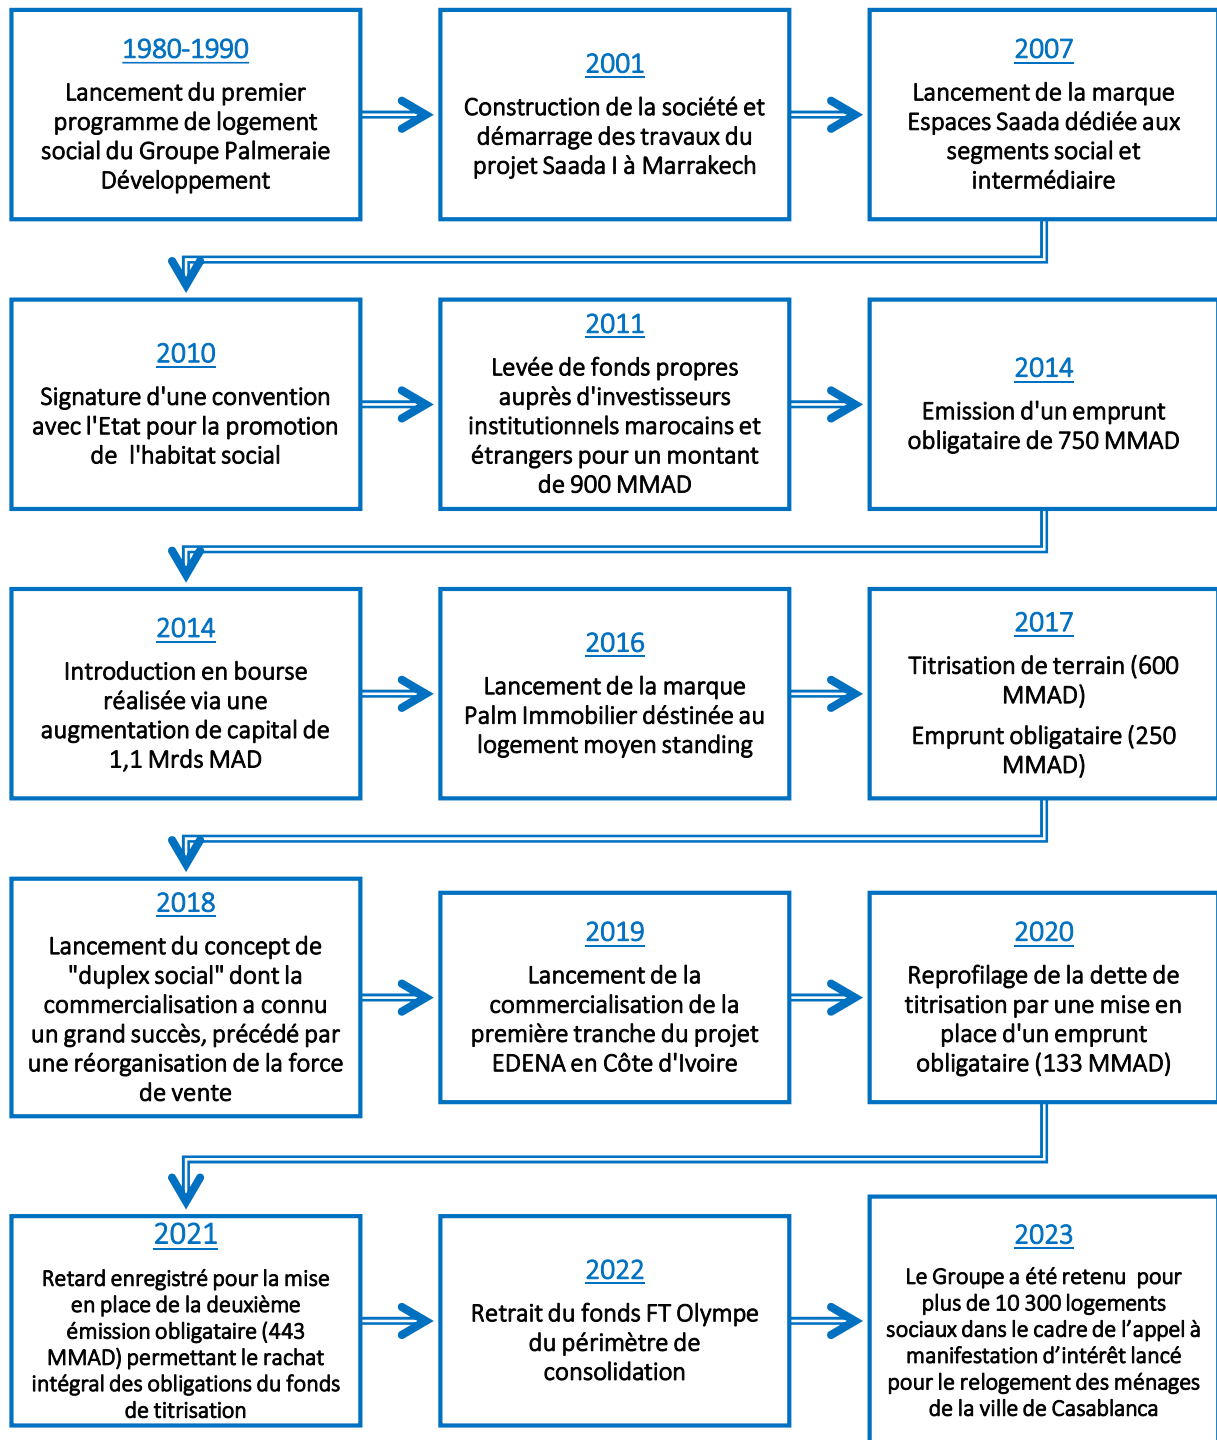 1980-1990
Lancement du premier
programme de logement
social du Groupe Palmeraie
Développement
2001
Construction de la société et
démarrage des travaux du
projet Saada I à Marrakech
2007
Lancement de la marque
Espaces Saada dédiée aux
segments social et
intermédiaire
2010
Signature d'une convention
avec l'Etat pour la promotion
de l'habitat social
2011
Levée de fonds propres
auprès d'investisseurs
institutionnels marocains et
étrangers pour un montant
de 900 MMAD
2014
Emission d'un emprunt
obligataire de 750 MMAD
2014
Introduction en bourse
réalisée via une
augmentation de capital de
1,1 Mrds MAD
2016
Lancement de la marque
Palm Immobilier déstinée au
logement moyen standing
2017
Titrisation de terrain (600
MMAD)
Emprunt obligataire (250
MMAD)
2018
Lancement du concept de
"duplex social" dont la
commercialisation a connu
un grand succès, précédé par
une réorganisation de la force
de vente
2019
Lancement de la
commercialisation de la
première tranche du projet
EDENA en Côte d'Ivoire
2020
Reprofilage de la dette de
titrisation par une mise en
place d'un emprunt
obligataire (133 MMAD)
2021
Retard enregistré pour la mise
en place de la deuxième
émission obligataire (443
MMAD) permettant le rachat
intégral des obligations du fonds
de titrisation
2022
Retrait du fonds FT Olympe
du périmètre de
consolidation
2023
Le Groupe a été retenu pour
plus de 10 300 logements
sociaux dans le cadre de l’appel à
manifestation d’intérêt lancé
pour le relogement des ménages
de la ville de Casablanca